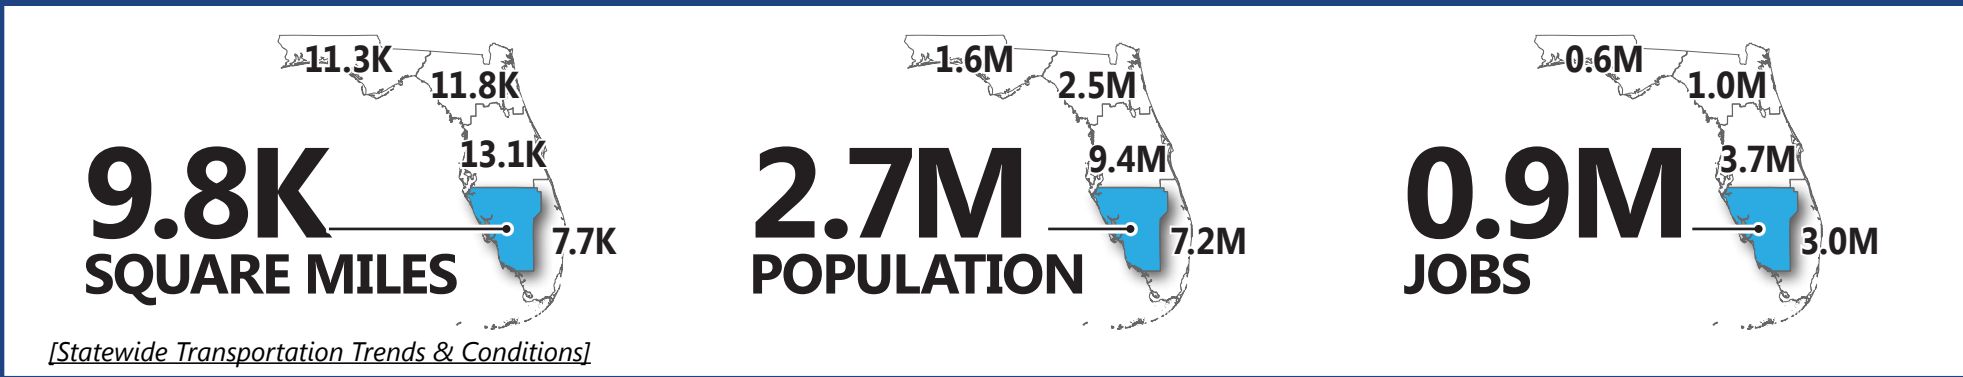 11.3K
11.8K
13.1K
9.8K
7.7K
SQUARE MILES
1.6M
2.5M
9.4M
2.7M
7.2M
POPULATION
0.6M
1.0M
3.7M
0.9M
3.0M
JOBS
[Statewide Transportation Trends & Conditions]